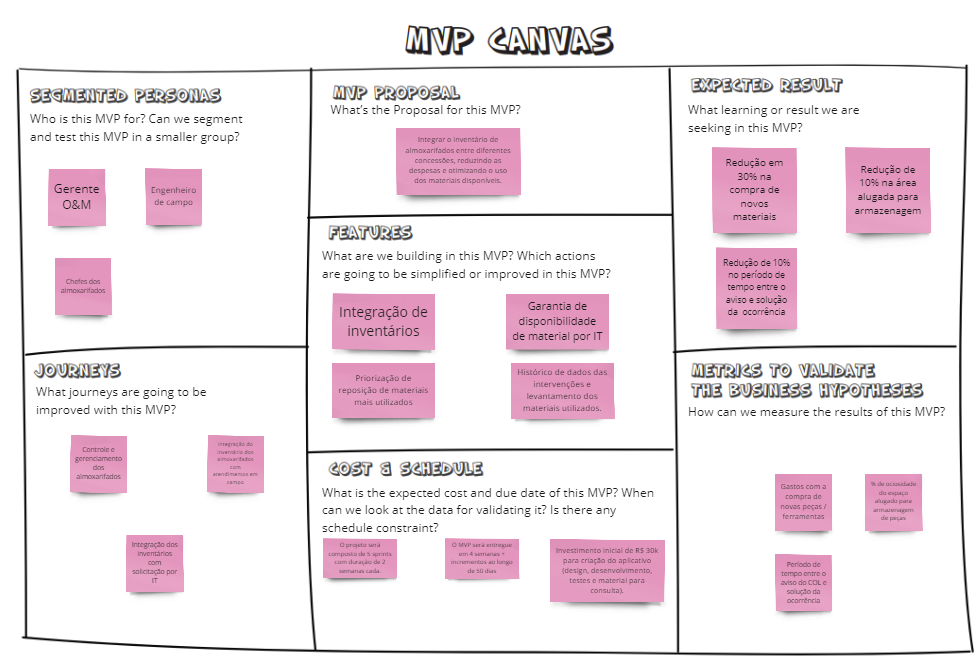 MVP CANVAS
SEGMENTED PERSONAS
Who is this MVP for? Can we segment
and test this MVP in a smaller group?
Gerente
O&M
Engenheiro
de campo
Chefes dos
almoxarifados
JOURNEYS
What journeys are going to be
improved with this MVP?
Controle e
gerenciamento
dos
almoxarifados
Integração do
inventário dos
almoxarifados
com
atendimentos em
campo
Integração dos
inventários
com
solicitação por
IT
MVP PROPOSAL
What's the Proposal for this MVP?
Integrar o inventário de
almoxarifados entre diferentes
concessões, reduzindo as
despesas e otimizando o uso
dos materiais disponíveis.
FEATURES
What are we building in this MVP? Which actions
are going to be simplified or improved in this MVP?
Integração de
inventários
Garantia de
disponibilidade
de material por IT
Priorização de
reposição de materiais
mais utilizados
Histórico de dados das
intervenções e
levantamento dos
materiais utilizados.
COST & SCHEDULE
What is the expected cost and due date of this MVP? When
can we look at the data for validating it? Is there any
schedule constraint?
O projeto será
composto de 5 sprints
com duração de 2
semanas cada.
O MVP será entregue
em 4 semanas +
incrementos ao longo
de 50 dias
Investimento inicial de R$ 30k
para criação do aplicativo
(design, desenvolvimento,
testes e material para
consulta).
EXPECTED RESULT
What learning or result we are
seeking in this MVP?
Redução em
30% na
compra de
novos
materiais
Redução de
10% na área
alugada para
armazenagem
Redução de 10%
no período de
tempo entre o
aviso e solução
da ocorrência
METRICS TO VALIDATE
THE BUSINESS HYPOTHESES
How can we measure the results of this MVP?
Gastos com a
compra de
novas peças /
ferramentas
% de ociosidade
do espaço
alugado para
armazenagem
de peças
Período de
tempo entre o
aviso do COL e
solução da
ocorrência